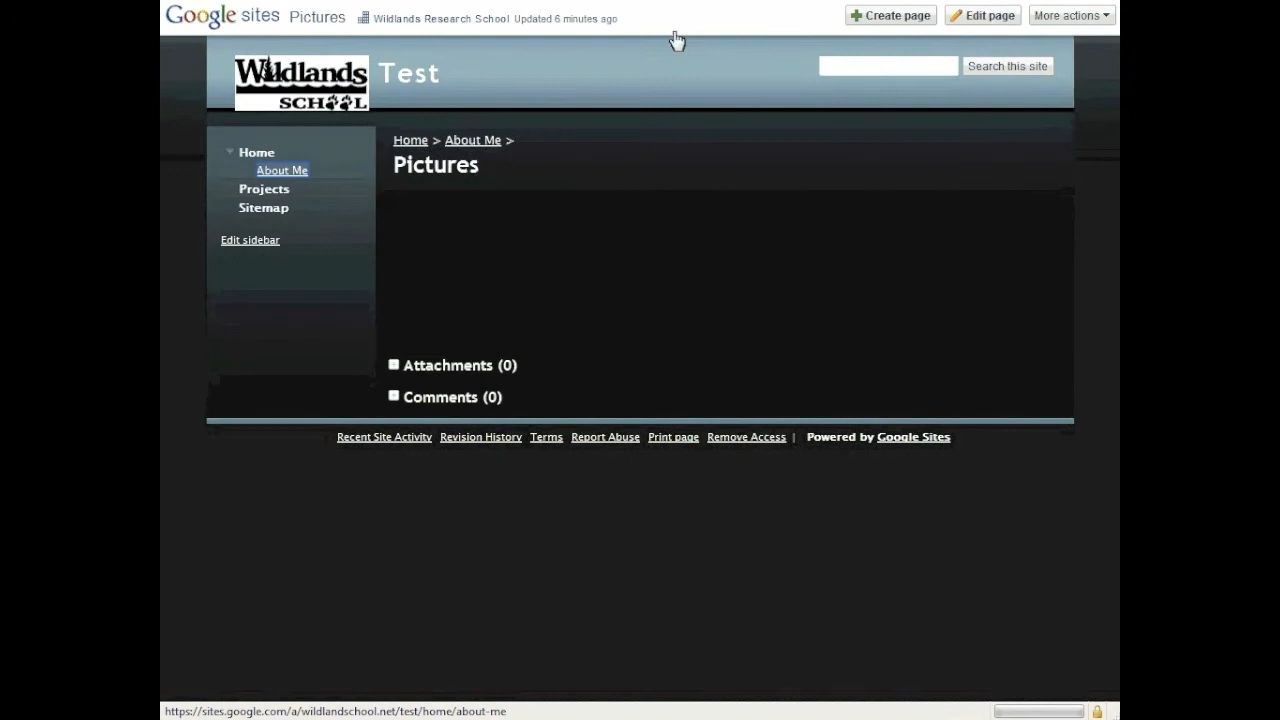 Google sites Pictures Wildlands Research School Updated 6 minutes ago Create page Edit page More actions
Wildlands SCHOOL
Test
Search this site
Home
About Me
Projects
Sitemap
Edit sidebar
Home > About Me >
Pictures
Attachments (0)
Comments (0)
Recent Site Activity Revision History Terms Report Abuse Print page Remove Access | Powered by Google Sites
https://sites.google.com/a/wildlandschool.net/test/home/about-me